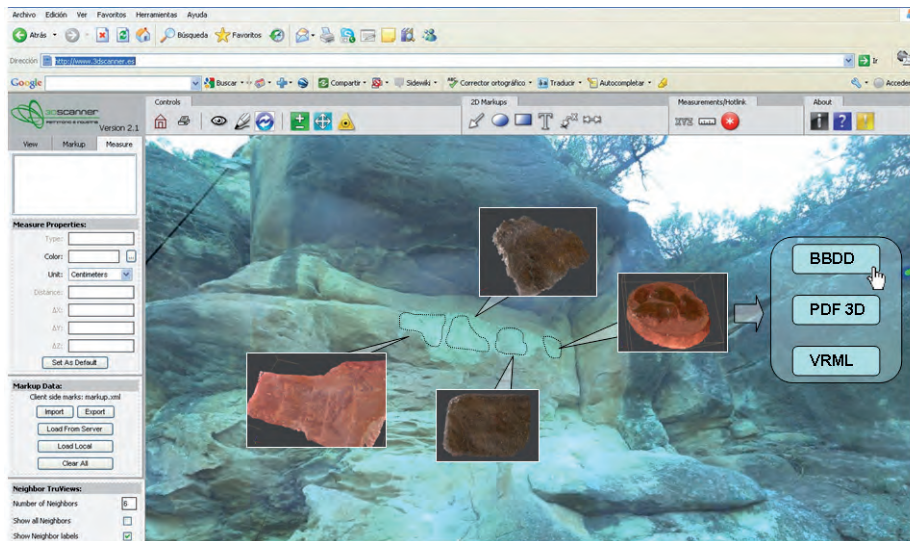 Archivo Edición Ver Favoritos Herramientas Ayuda
Atrás Búsqueda Favoritos
Dirección http://www.3dscanner.es Ir
Google Buscar Compartir Sidewiki Corrector ortográfico Traducir Autocompletar Acceder
3D scanner
Version 2.1
Controls 2D Markups Measurements/Hotlink About
T XYZ i ? !
View Markup Measure
Measure Properties:
Type:
Color: ...
Unit: Centimeters
Distance:
ΔX:
ΔY:
ΔZ:
Set As Default
Markup Data:
Client side marks: markup.xml
Import Export
Load From Server
Load Local
Clear All
Neighbor TruViews:
Number of Neighbors 6
Show all Neighbors
Show Neighbor labels
BBDD
PDF 3D
VRML